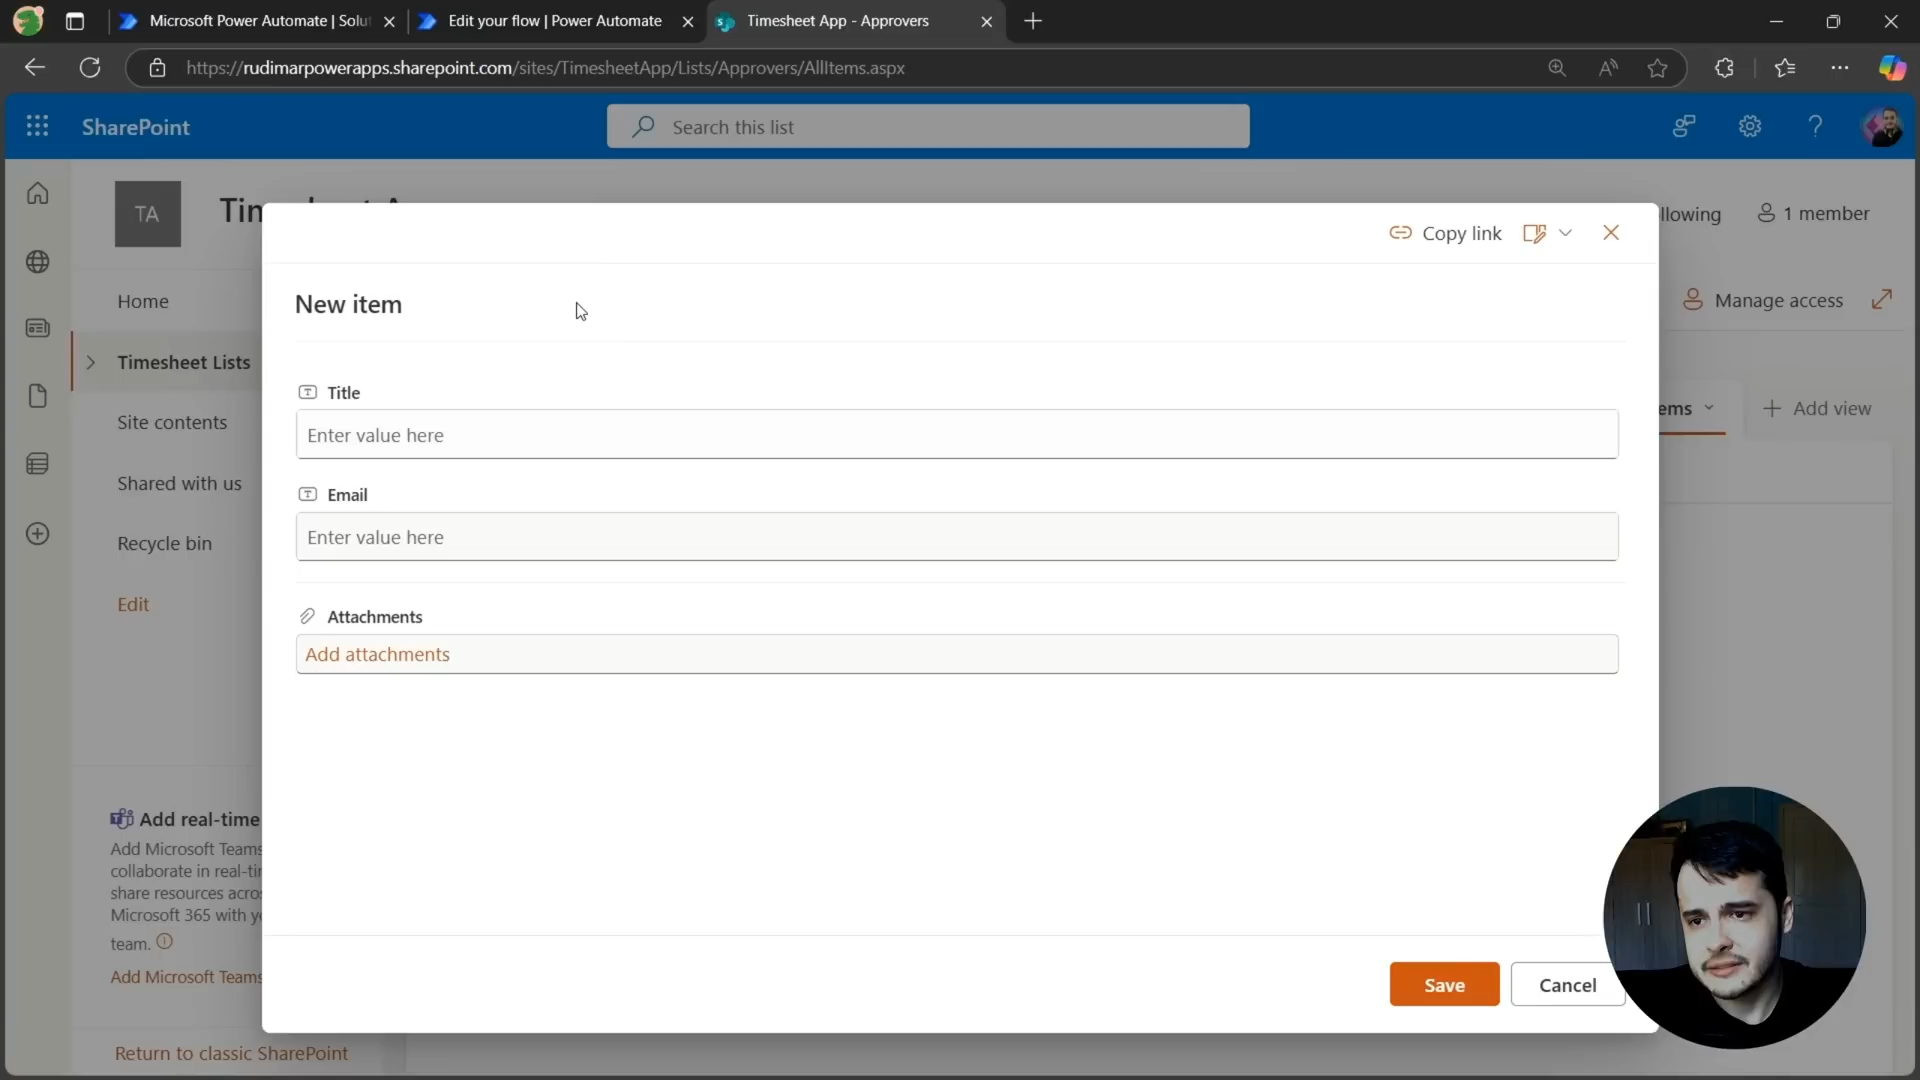 Microsoft Power Automate | Solut
Edit your flow | Power Automate
Timesheet App - Approvers
https://rudimarpowerapps.sharepoint.com/sites/TimesheetApp/Lists/Approvers/AllItems.aspx
SharePoint
Search this list
TA
llowing
1 member
Copy link
Home
New item
Manage access
Timesheet Lists
Title
Enter value here
ems
Add view
Site contents
Shared with us
Email
Enter value here
Recycle bin
Edit
Attachments
Add attachments
Add real-time
Add Microsoft Teams
collaborate in real-ti
share resources acro
Microsoft 365 with y
team.
Add Microsoft Teams
Save
Cancel
Return to classic SharePoint